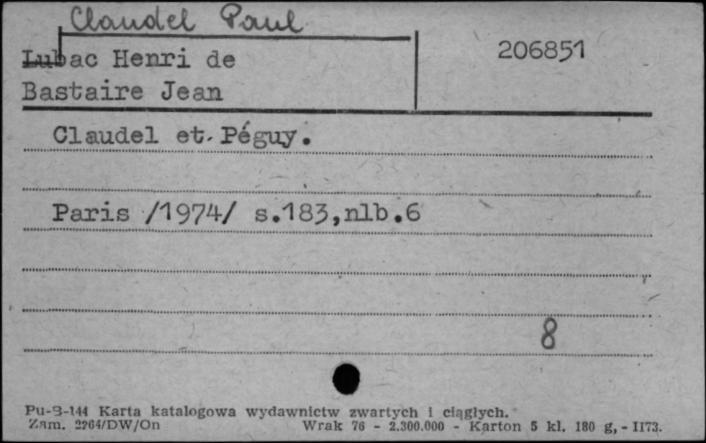 Claudel Paul
Lubac Henri de
206851
Bastaire Jean
Claudel et Péguy.
Paris /1974/ s.183,nlb.6
8
Pu-3-144 Karta katalogowa wydawnictw zwartych i ciągłych.
Zam. 2264/DW/On Wrak 76 - 2.300.000 - Karton 5 kl. 180 g, - II73.